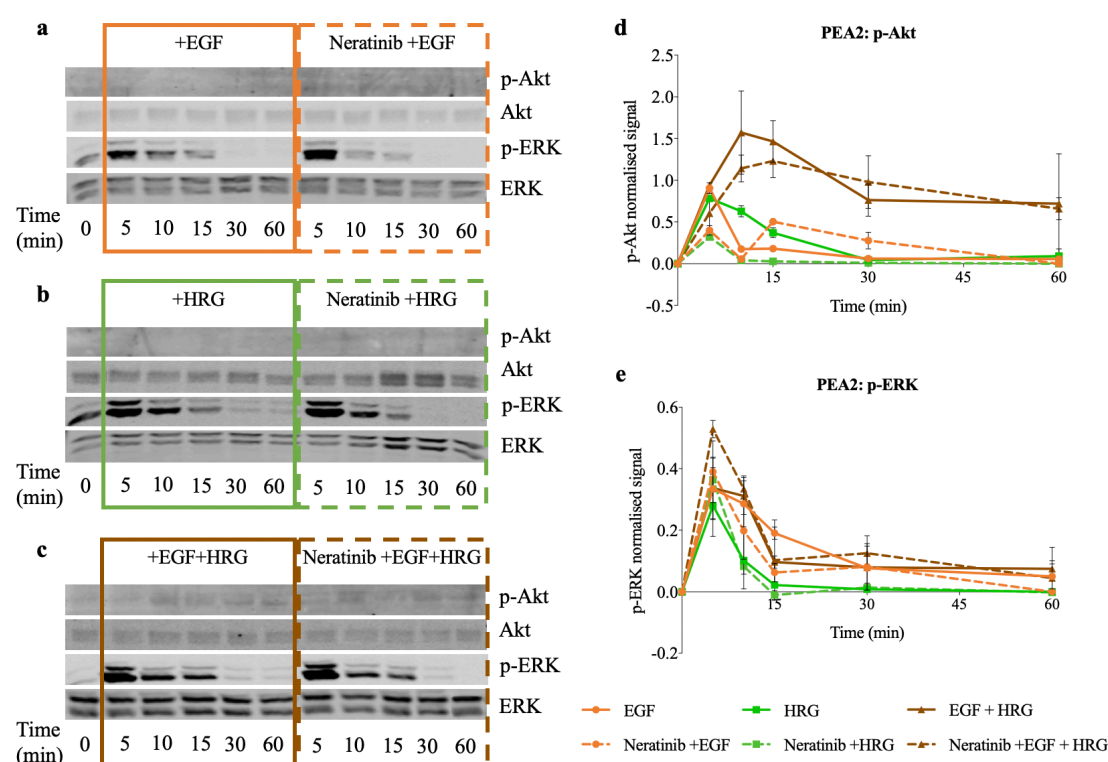 a
+EGF
Neratinib +EGF
p-Akt
Akt
p-ERK
ERK
Time
(min)
0 5 10 15 30 60 5 10 15 30 60
b
+HRG
Neratinib +HRG
p-Akt
Akt
p-ERK
ERK
Time
(min)
0 5 10 15 30 60 5 10 15 30 60
c
+EGF+HRG
Neratinib +EGF+HRG
p-Akt
Akt
p-ERK
ERK
Time
(min)
0 5 10 15 30 60 5 10 15 30 60
d
PEA2: p-Akt
p-Akt normalised signal
2.5
2.0
1.5
1.0
0.5
0.0
-0.5
15 30 45 60
Time (min)
e
PEA2: p-ERK
p-ERK normalised signal
0.6
0.4
0.2
0.0
-0.2
15 30 45 60
Time (min)
EGF
HRG
EGF + HRG
Neratinib +EGF
Neratinib +HRG
Neratinib +EGF + HRG